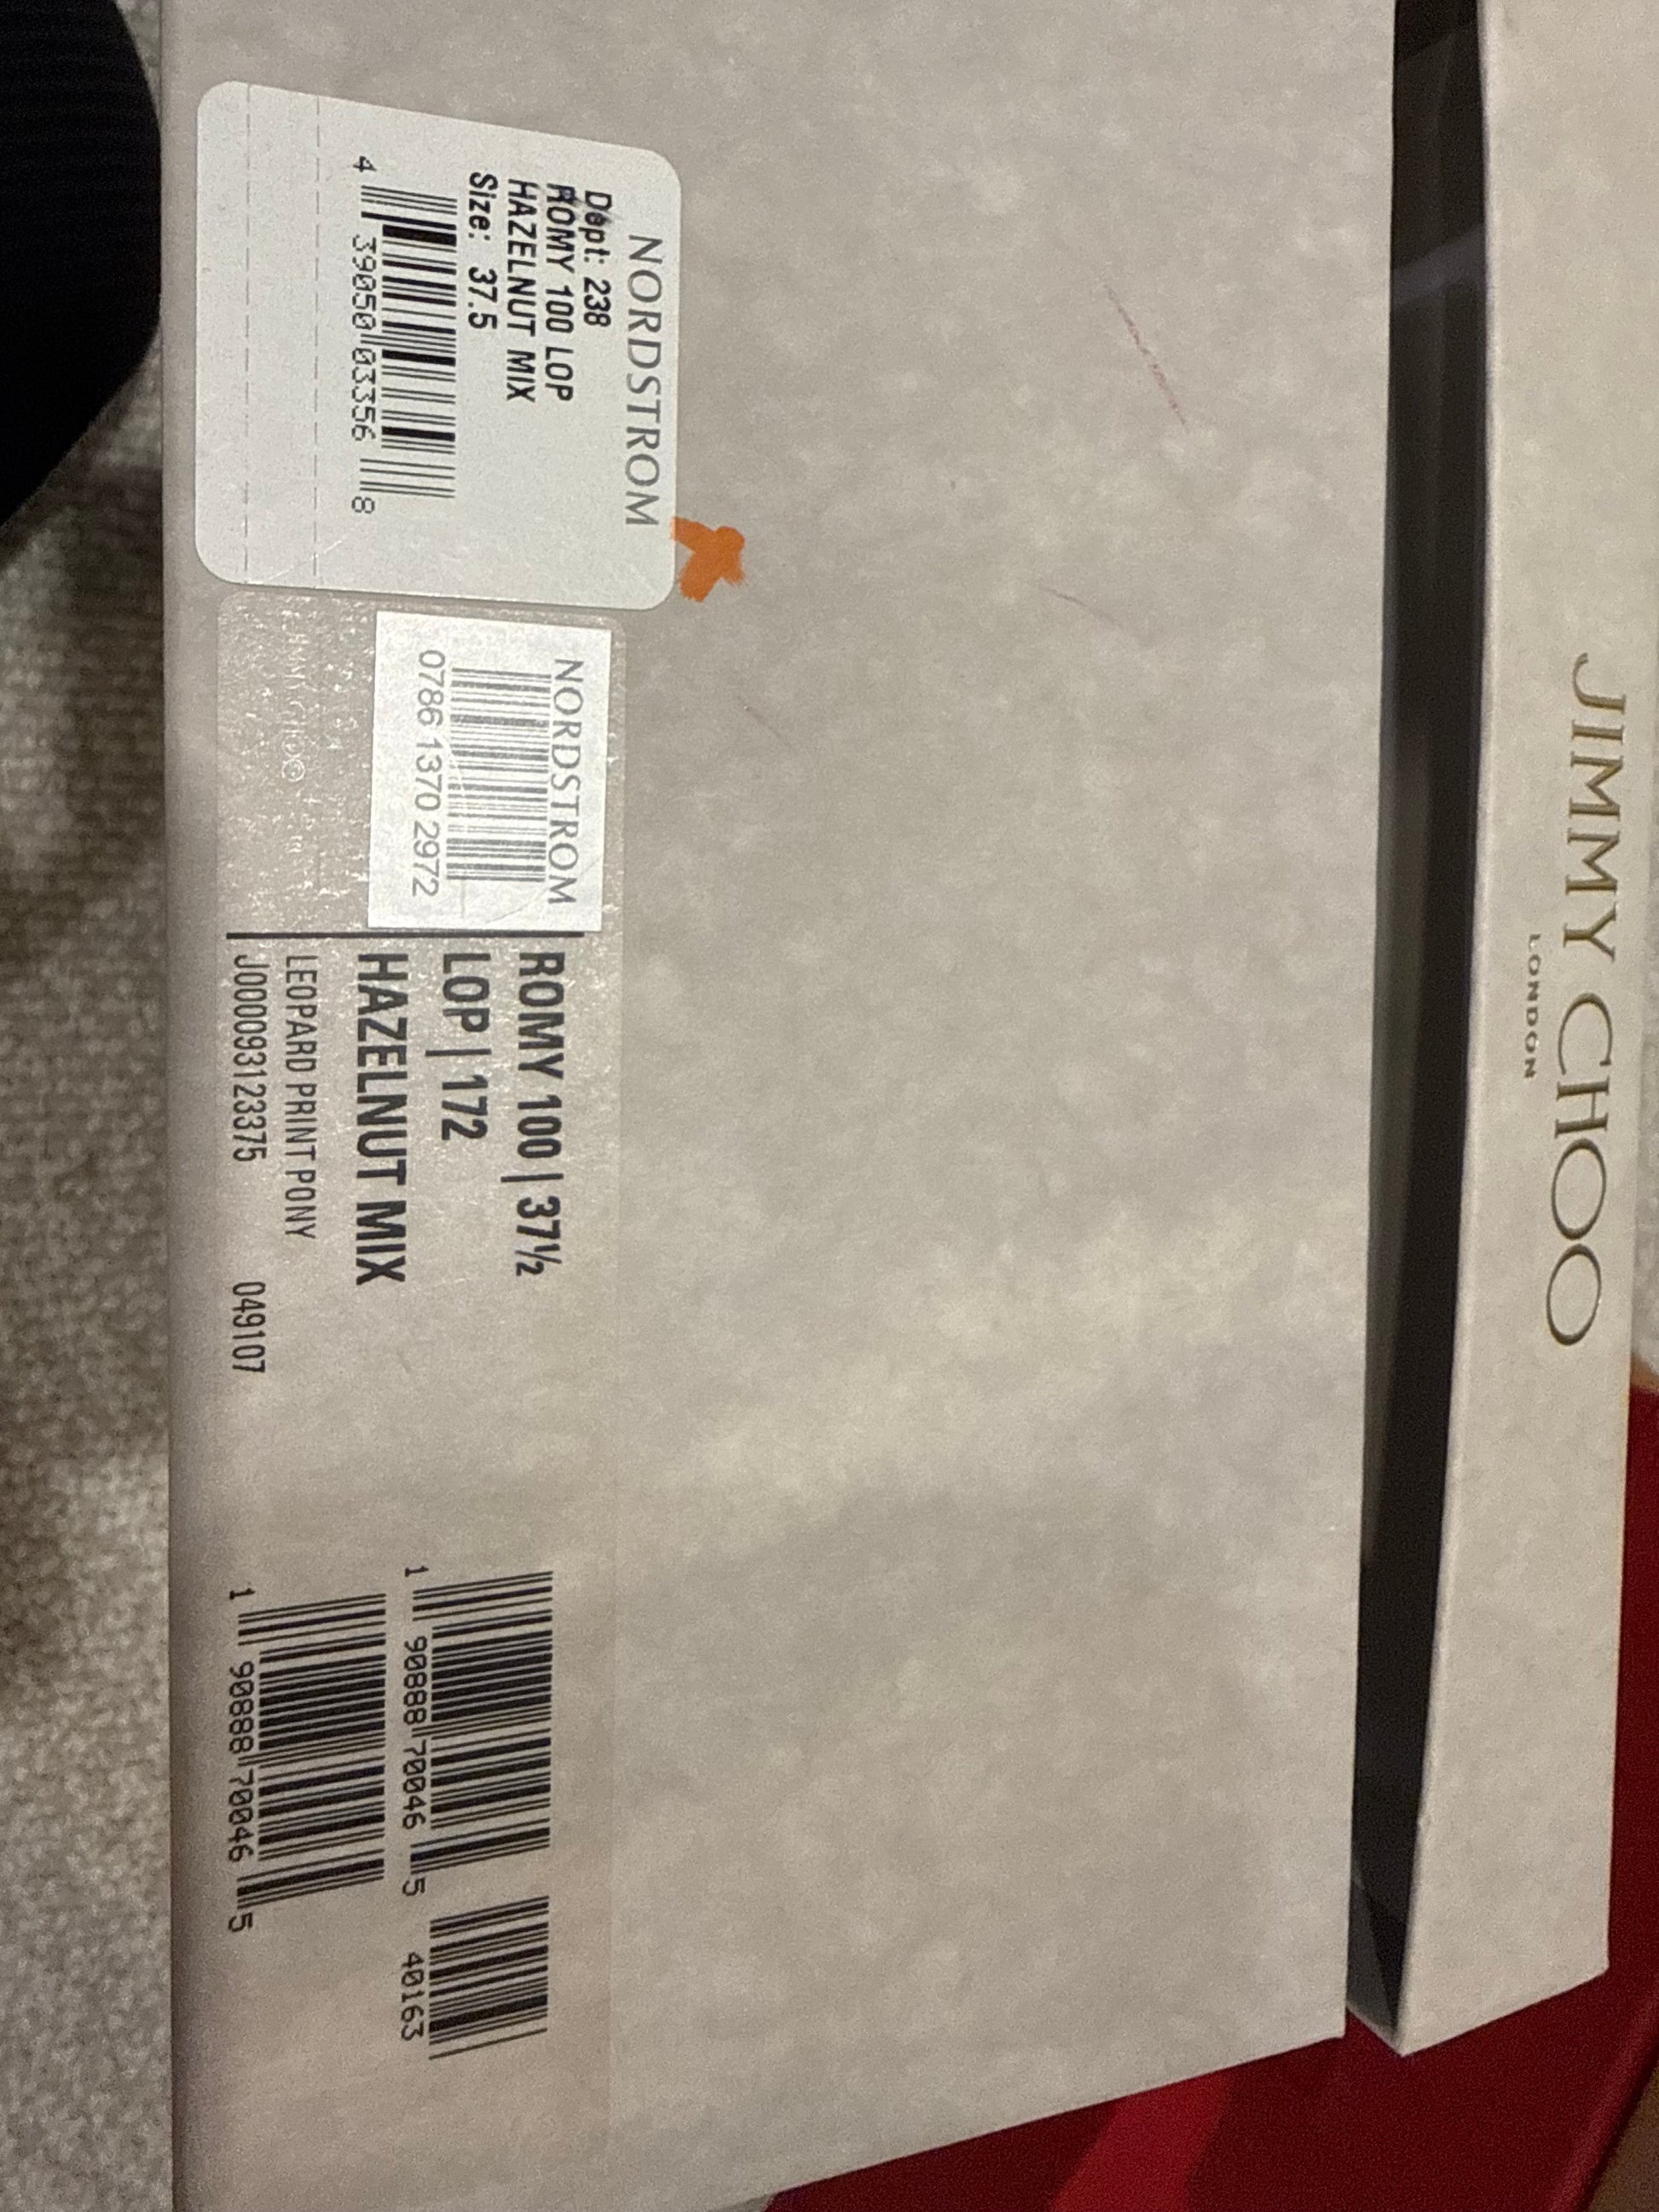 JIMMY CHOO
LONDON
NORDSTROM
Dept: 238
ROMY 100 LOP
HAZELNUT MIX
Size: 37.5
4 39050 03356 8
NORDSTROM
0786 1370 2972
JIMMY CHOO
ROMY 100 | 37½
LOP | 172
HAZELNUT MIX
LEOPARD PRINT PONY
J000093123375 049107
1 90888 70046 5 40163
1 90888 70046 5